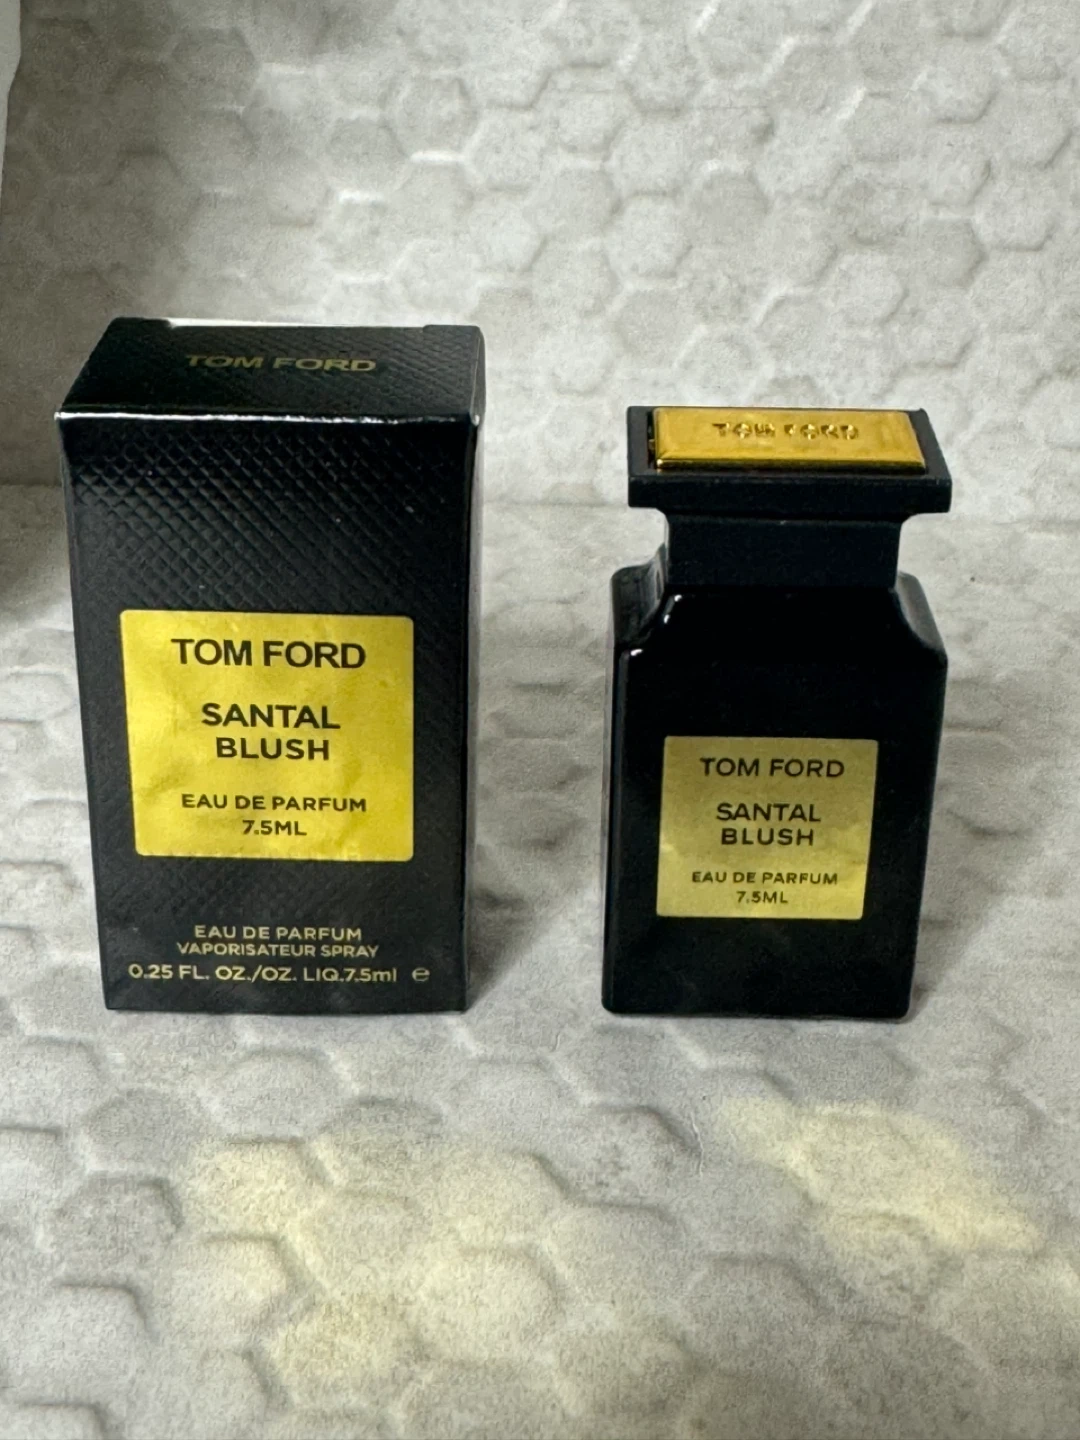 TOM FORD
TOM FORD
SANTAL
BLUSH
EAU DE PARFUM
7.5ML
EAU DE PARFUM
VAPORISATEUR SPRAY
0.25 FL. OZ./OZ. LIQ.7.5ml e
TOM FORD
TOM FORD
SANTAL
BLUSH
EAU DE PARFUM
7.5ML